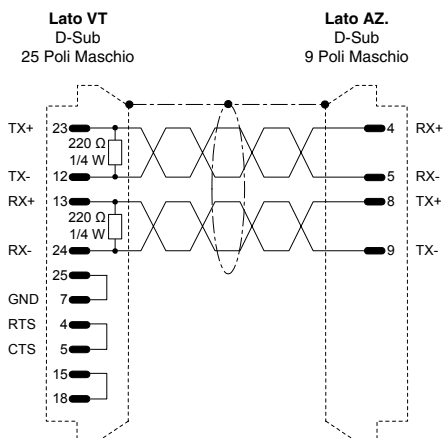 Lato VT
D-Sub
25 Poli Maschio
Lato AZ.
D-Sub
9 Poli Maschio
TX+ 23 4 RX+
220 Ω
1/4 W
TX- 12 5 RX-
RX+ 13 8 TX+
220 Ω
1/4 W
RX- 24 9 TX-
25
GND 7
RTS 4
CTS 5
15
18